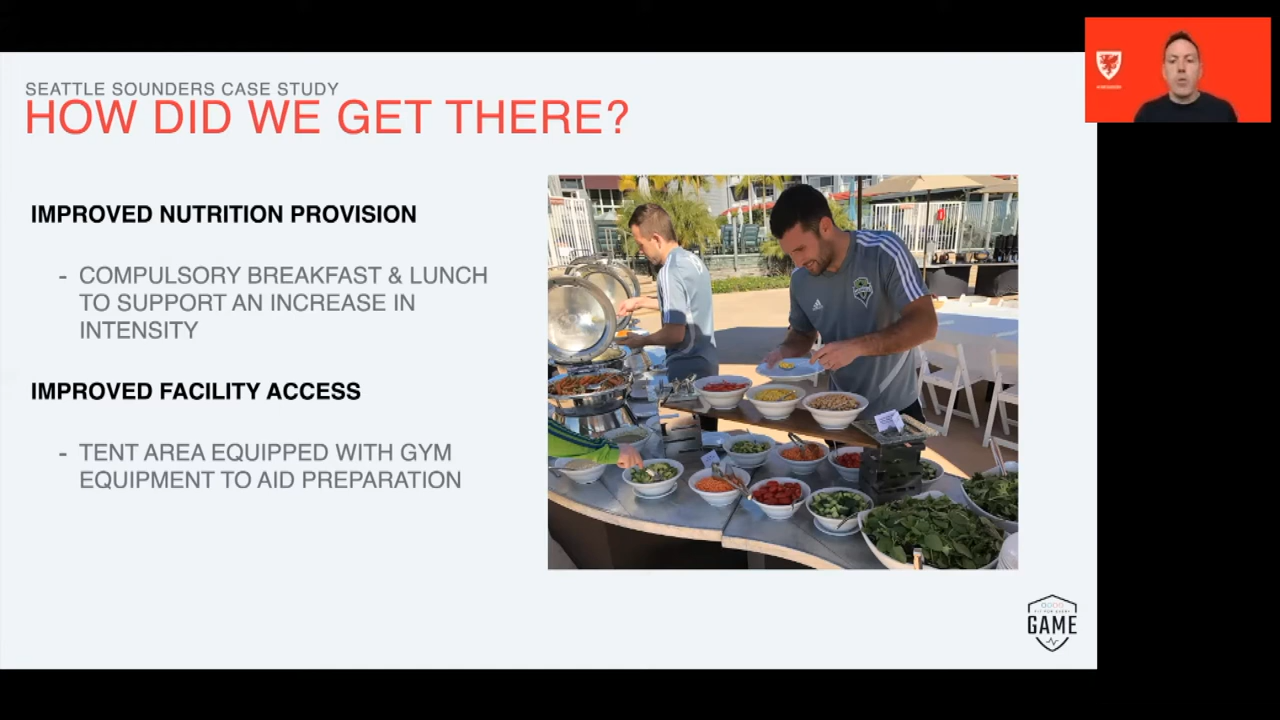 SEATTLE SOUNDERS CASE STUDY
HOW DID WE GET THERE?
IMPROVED NUTRITION PROVISION
- COMPULSORY BREAKFAST & LUNCH
TO SUPPORT AN INCREASE IN
INTENSITY
IMPROVED FACILITY ACCESS
- TENT AREA EQUIPPED WITH GYM
EQUIPMENT TO AID PREPARATION
GAME